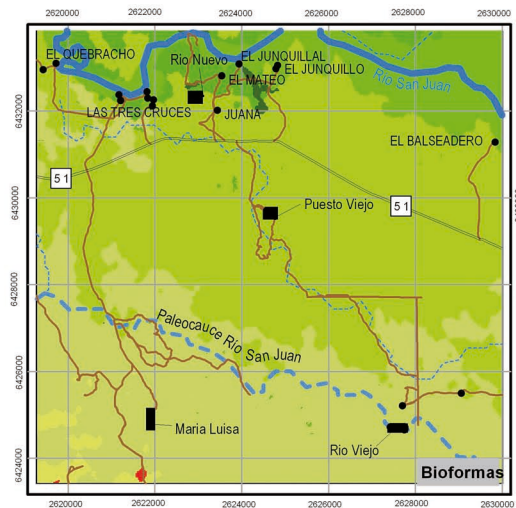 2620000 2622000 2624000 2626000 2628000 2630000
EL QUEBRACHO
Rio Nuevo
EL JUNQUILLAL
EL JUNQUILLO
EL MATEO
Rio San Juan
LAS TRES CRUCES
JUANA
EL BALSEADERO
6432000
51
6430000
51
Puesto Viejo
6428000
Paleocauce Rio San Juan
6426000
Maria Luisa
Rio Viejo
6424000
Bioformas
2620000 2622000 2624000 2626000 2628000 2630000